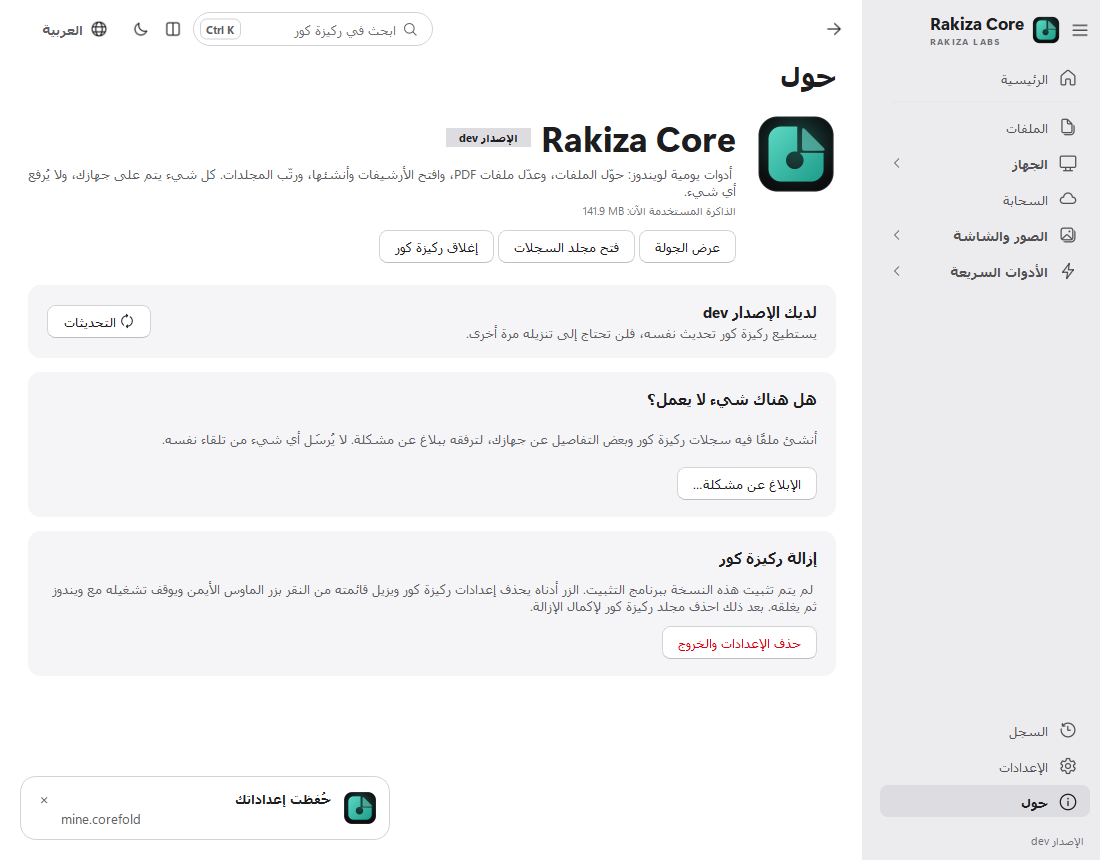 Rakiza Core
RAKIZA LABS
الرئيسية
الملفات
الجهاز
السحابة
الصور والشاشة
الأدوات السريعة
السجل
الإعدادات
حول
الإصدار dev
ابحث في ركيزة كور
Ctrl K
العربية
حول
Rakiza Core
الإصدار dev
أدوات يومية لويندوز: حوّل الملفات، وعدّل ملفات PDF، وافتح الأرشيفات وأنشئها، ورتّب المجلدات. كل شيء يتم على جهازك، ولا يُرفع
أي شيء.
الذاكرة المستخدمة الآن: 141.9 MB
عرض الجولة
فتح مجلد السجلات
إغلاق ركيزة كور
لديك الإصدار dev
يستطيع ركيزة كور تحديث نفسه، فلن تحتاج إلى تنزيله مرة أخرى.
التحديثات
هل هناك شيء لا يعمل؟
أنشئ ملفًا فيه سجلات ركيزة كور وبعض التفاصيل عن جهازك، لترفقه ببلاغ عن مشكلة. لا يُرسَل أي شيء من تلقاء نفسه.
الإبلاغ عن مشكلة...
إزالة ركيزة كور
لم يتم تثبيت هذه النسخة ببرنامج التثبيت. الزر أدناه يحذف إعدادات ركيزة كور ويزيل قائمته من النقر بزر الماوس الأيمن ويوقف تشغيله مع ويندوز
ثم يغلقه. بعد ذلك احذف مجلد ركيزة كور لإكمال الإزالة.
حذف الإعدادات والخروج
حُفظت إعداداتك
mine.corefold